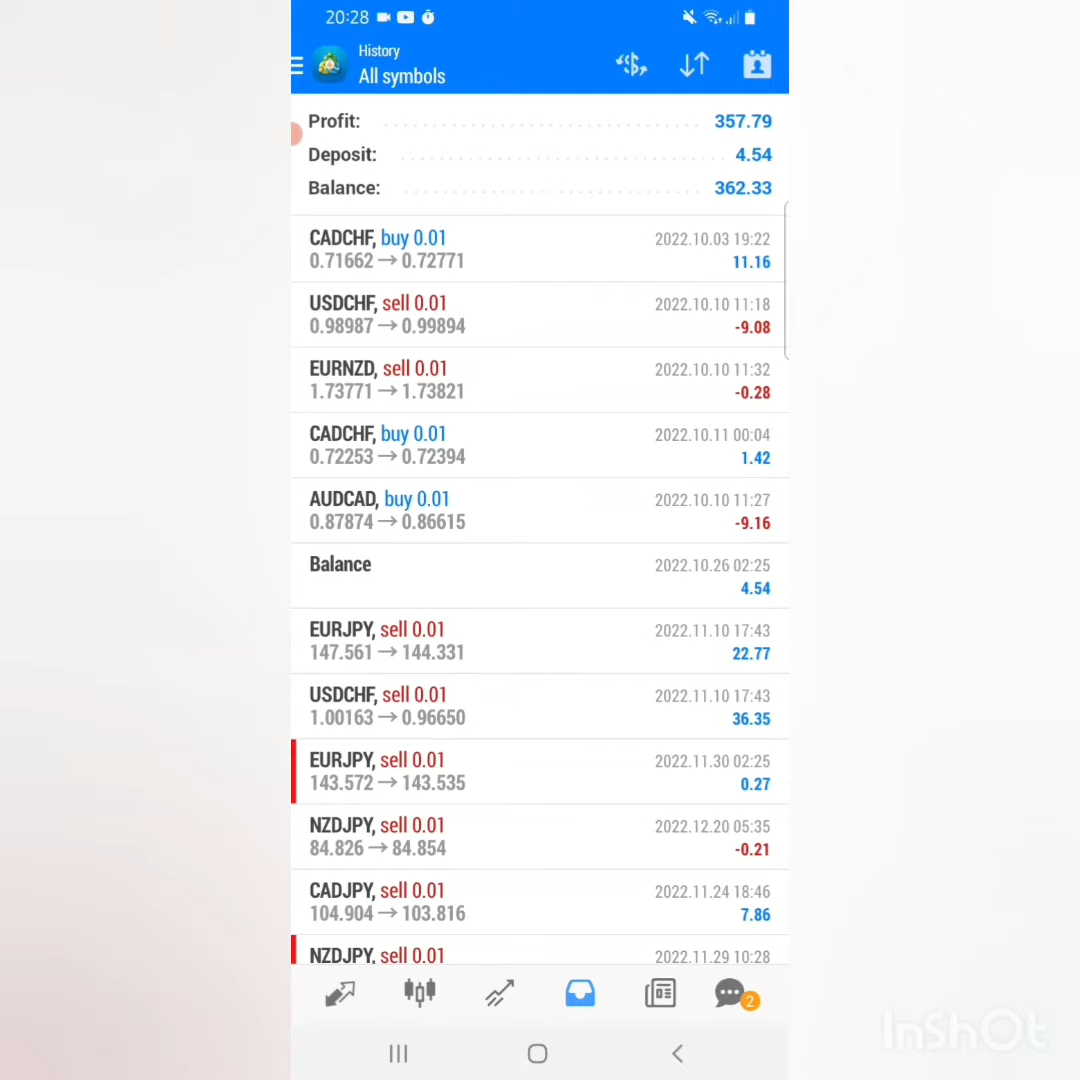 20:28
History
All symbols
Profit: 357.79
Deposit: 4.54
Balance: 362.33
CADCHF, buy 0.01 2022.10.03 19:22
0.71662 → 0.72771 11.16
USDCHF, sell 0.01 2022.10.10 11:18
0.98987 → 0.99894 -9.08
EURNZD, sell 0.01 2022.10.10 11:32
1.73771 → 1.73821 -0.28
CADCHF, buy 0.01 2022.10.11 00:04
0.72253 → 0.72394 1.42
AUDCAD, buy 0.01 2022.10.10 11:27
0.87874 → 0.86615 -9.16
Balance 2022.10.26 02:25
4.54
EURJPY, sell 0.01 2022.11.10 17:43
147.561 → 144.331 22.77
USDCHF, sell 0.01 2022.11.10 17:43
1.00163 → 0.96650 36.35
EURJPY, sell 0.01 2022.11.30 02:25
143.572 → 143.535 0.27
NZDJPY, sell 0.01 2022.12.20 05:35
84.826 → 84.854 -0.21
CADJPY, sell 0.01 2022.11.24 18:46
104.904 → 103.816 7.86
NZDJPY, sell 0.01 2022.11.29 10:28
2
InShOt